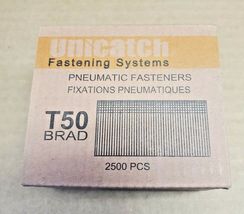 Unicatch
Fastening Systems
PNEUMATIC FASTENERS
FIXATIONS PNEUMATIQUES
T50
BRAD
2500 PCS